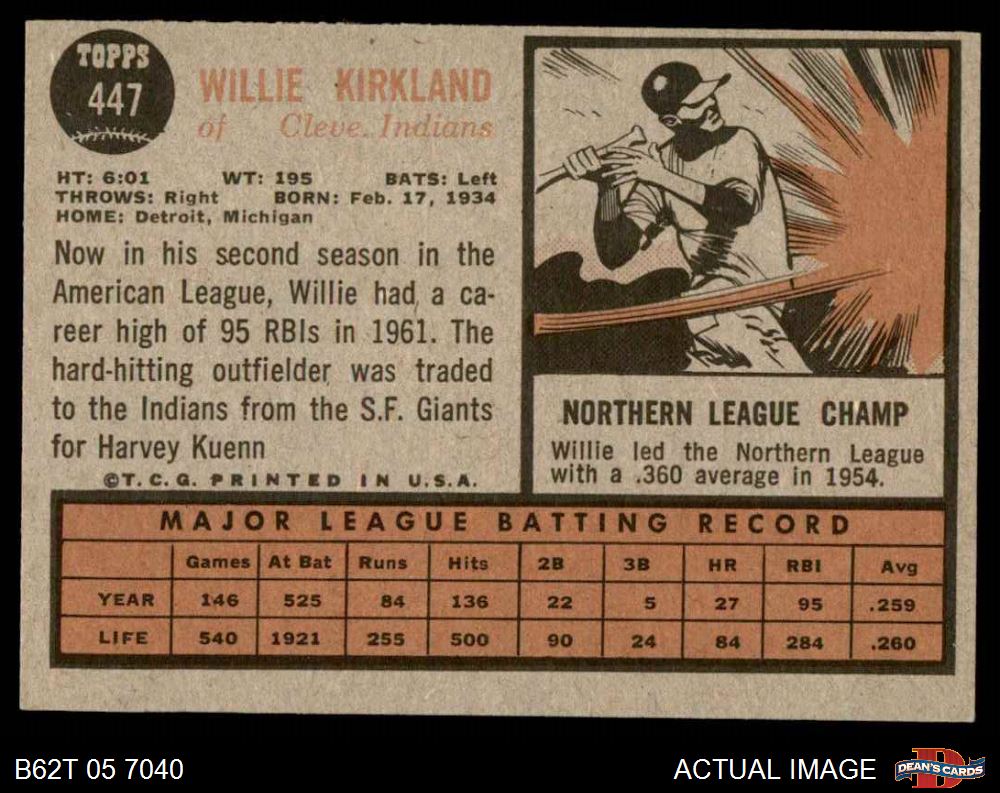 TOPPS
447
WILLIE KIRKLAND
of Cleve. Indians
HT: 6:01 WT: 195 BATS: Left
THROWS: Right BORN: Feb. 17, 1934
HOME: Detroit, Michigan
Now in his second season in the
American League, Willie had a ca-
reer high of 95 RBIs in 1961. The
hard-hitting outfielder was traded
to the Indians from the S.F. Giants
for Harvey Kuenn
©T.C.G. PRINTED IN U.S.A.
NORTHERN LEAGUE CHAMP
Willie led the Northern League
with a .360 average in 1954.
MAJOR LEAGUE BATTING RECORD
Games At Bat Runs Hits 2B 3B HR RBI Avg
YEAR 146 525 84 136 22 5 27 95 .259
LIFE 540 1921 255 500 90 24 84 284 .260
B62T 05 7040
ACTUAL IMAGE
DEAN'S CARDS